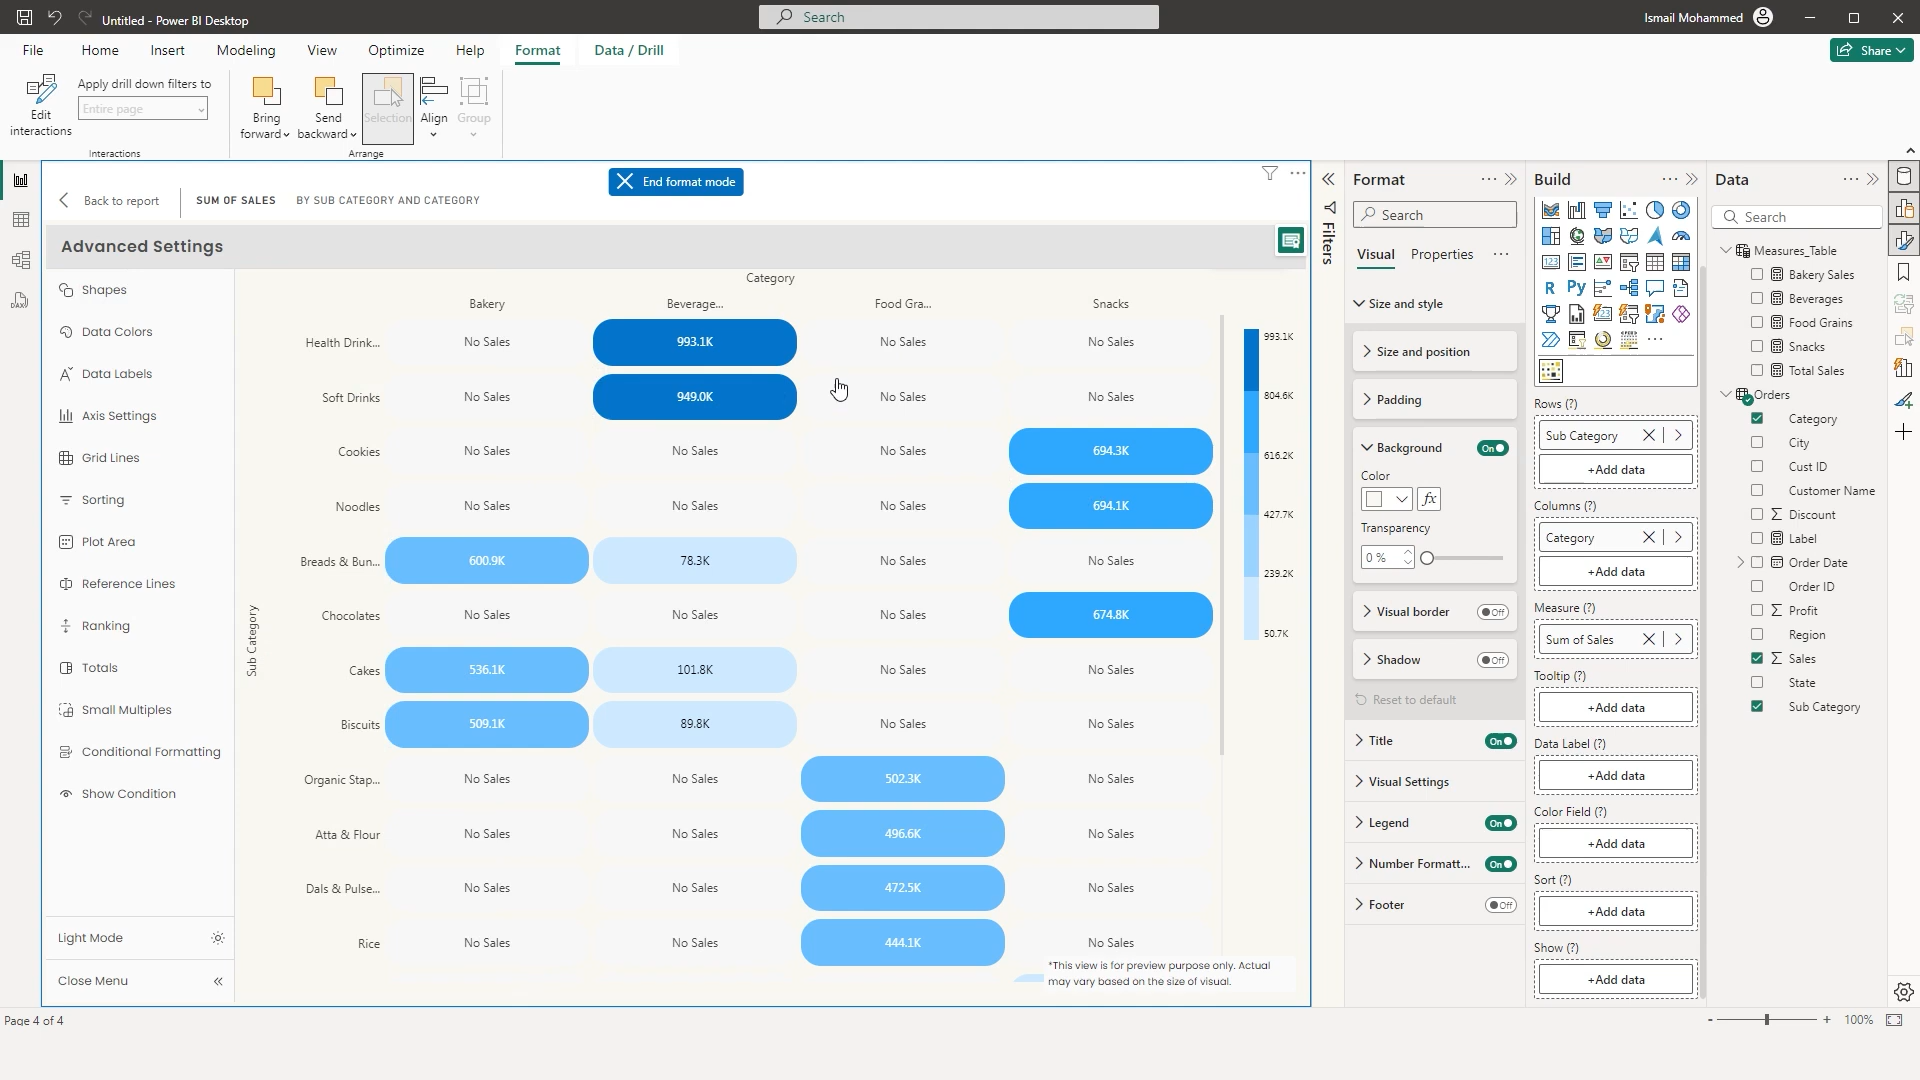 Untitled - Power BI Desktop
Search
Ismail Mohammed
File
Home
Insert
Modeling
View
Optimize
Help
Format
Data / Drill
Share
Edit interactions
Apply drill down filters to
Entire page
Bring forward
Send backward
Selection
Align
Group
Interactions
Arrange
End format mode
Back to report
SUM OF SALES
BY SUB CATEGORY AND CATEGORY
Advanced Settings
Shapes
Data Colors
Data Labels
Axis Settings
Grid Lines
Sorting
Plot Area
Reference Lines
Ranking
Totals
Small Multiples
Conditional Formatting
Show Condition
Light Mode
Close Menu
Category
Bakery Beverage... Food Gra... Snacks
Sub Category
Health Drink... No Sales 993.1K No Sales No Sales
Soft Drinks No Sales 949.0K No Sales No Sales
Cookies No Sales No Sales No Sales 694.3K
Noodles No Sales No Sales No Sales 694.1K
Breads & Bun... 600.9K 78.3K No Sales No Sales
Chocolates No Sales No Sales No Sales 674.8K
Cakes 536.1K 101.8K No Sales No Sales
Biscuits 509.1K 89.8K No Sales No Sales
Organic Stap... No Sales No Sales 502.3K No Sales
Atta & Flour No Sales No Sales 496.6K No Sales
Dals & Pulse... No Sales No Sales 472.5K No Sales
Rice No Sales No Sales 444.1K No Sales
993.1K
804.6K
616.2K
427.7K
239.2K
50.7K
*This view is for preview purpose only. Actual
may vary based on the size of visual.
Filters
Format
Search
Visual
Properties
Size and style
Size and position
Padding
Background
On
Color
fx
Transparency
0 %
Visual border
Off
Shadow
Off
Reset to default
Title
On
Visual Settings
Legend
On
Number Formatt...
On
Footer
Off
Build
123
R
Py
123
Rows (?)
Sub Category
+Add data
Columns (?)
Category
+Add data
Measure (?)
Sum of Sales
Tooltip (?)
+Add data
Data Label (?)
+Add data
Color Field (?)
+Add data
Sort (?)
+Add data
Show (?)
+Add data
Data
Search
Measures_Table
Bakery Sales
Beverages
Food Grains
Snacks
Total Sales
Orders
Category
City
Cust ID
Customer Name
Discount
Label
Order Date
Order ID
Profit
Region
Sales
State
Sub Category
DAX
Page 4 of 4
100%